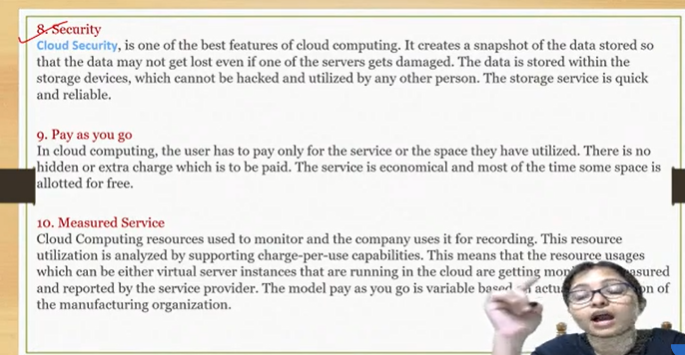 8. Security
Cloud Security, is one of the best features of cloud computing. It creates a snapshot of the data stored so
that the data may not get lost even if one of the servers gets damaged. The data is stored within the
storage devices, which cannot be hacked and utilized by any other person. The storage service is quick
and reliable.
9. Pay as you go
In cloud computing, the user has to pay only for the service or the space they have utilized. There is no
hidden or extra charge which is to be paid. The service is economical and most of the time some space is
allotted for free.
10. Measured Service
Cloud Computing resources used to monitor and the company uses it for recording. This resource
utilization is analyzed by supporting charge-per-use capabilities. This means that the resource usages
which can be either virtual server instances that are running in the cloud are getting
and reported by the service provider. The model pay as you go is variable based of
the manufacturing organization.